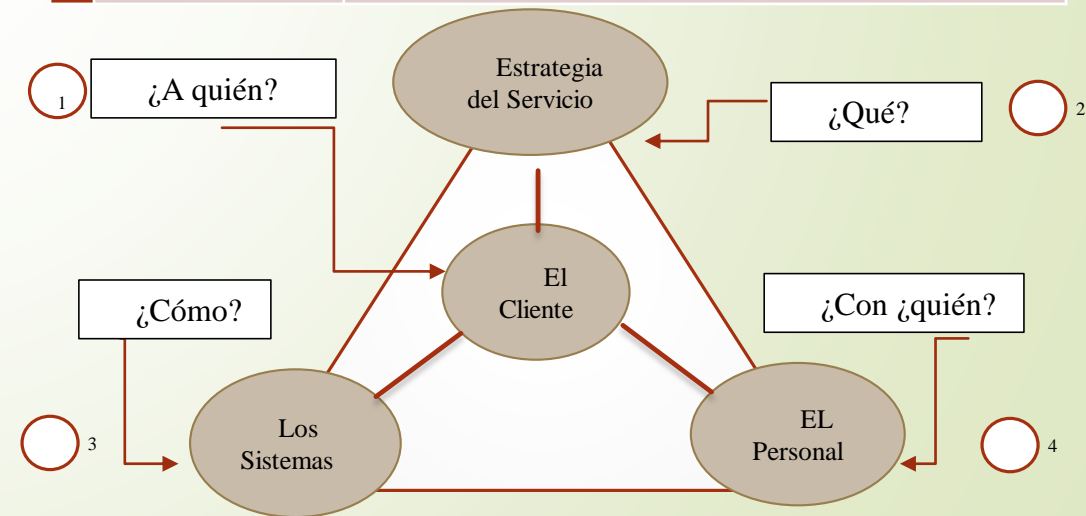 Estrategia
del Servicio
1
¿A quién?
¿Qué?
2
El
Cliente
¿Cómo?
¿Con ¿quién?
Los
Sistemas
3
EL
Personal
4